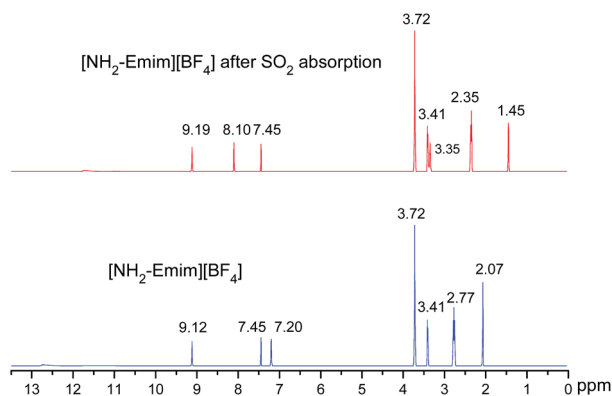 3.72
[NH2-Emim][BF4] after SO2 absorption
9.19 8.10 7.45 3.41 3.35 2.35 1.45
3.72
[NH2-Emim][BF4]
9.12 7.45 7.20 3.41 2.77 2.07
13 12 11 10 9 8 7 6 5 4 3 2 1 0 ppm